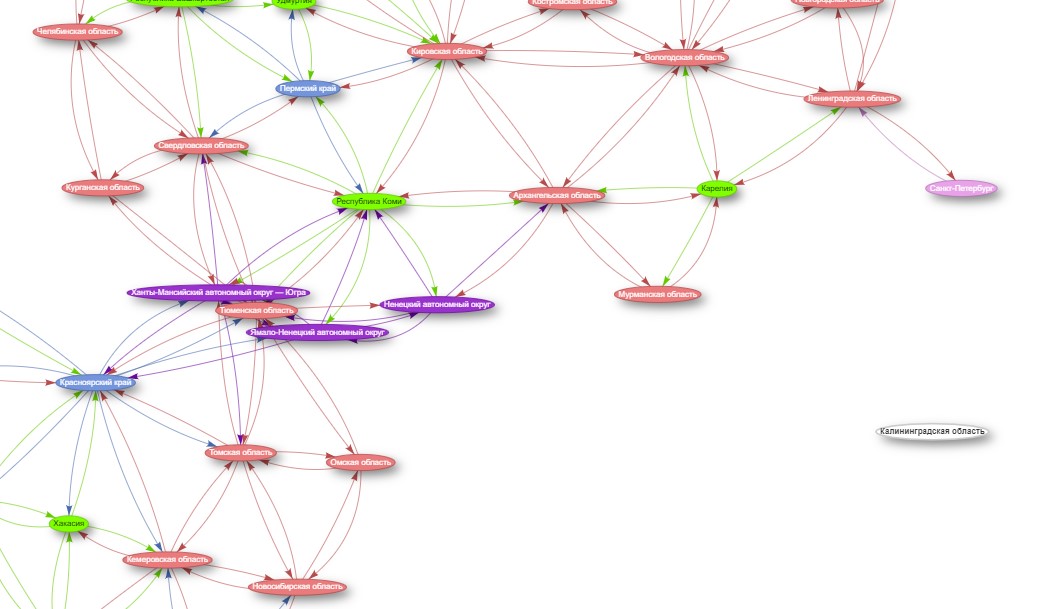 Республика Башкортостан
Удмуртия
Костромская область
Новгородская область
Челябинская область
Кировская область
Вологодская область
Пермский край
Ленинградская область
Свердловская область
Курганская область
Республика Коми
Архангельская область
Карелия
Санкт-Петербург
Ханты-Мансийский автономный округ — Югра
Тюменская область
Ненецкий автономный округ
Мурманская область
Ямало-Ненецкий автономный округ
Красноярский край
Калининградская область
Томская область
Омская область
Хакасия
Кемеровская область
Новосибирская область